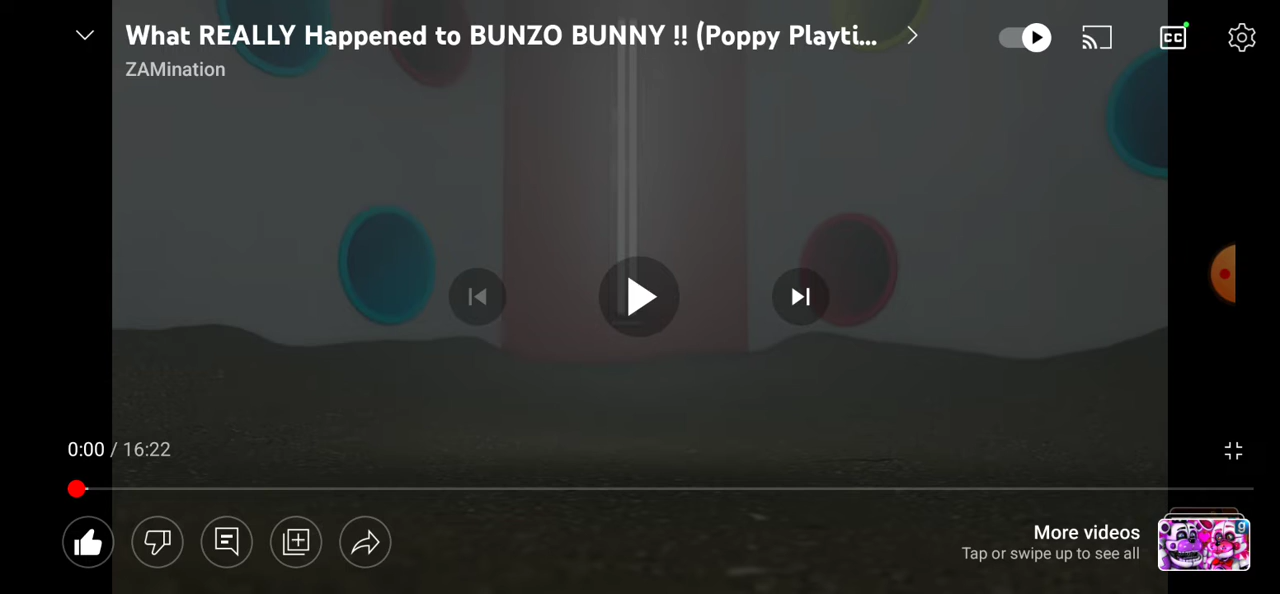 What REALLY Happened to BUNZO BUNNY !! (Poppy Playti...
ZAMination
CC
0:00 / 16:22
More videos
Tap or swipe up to see all
g